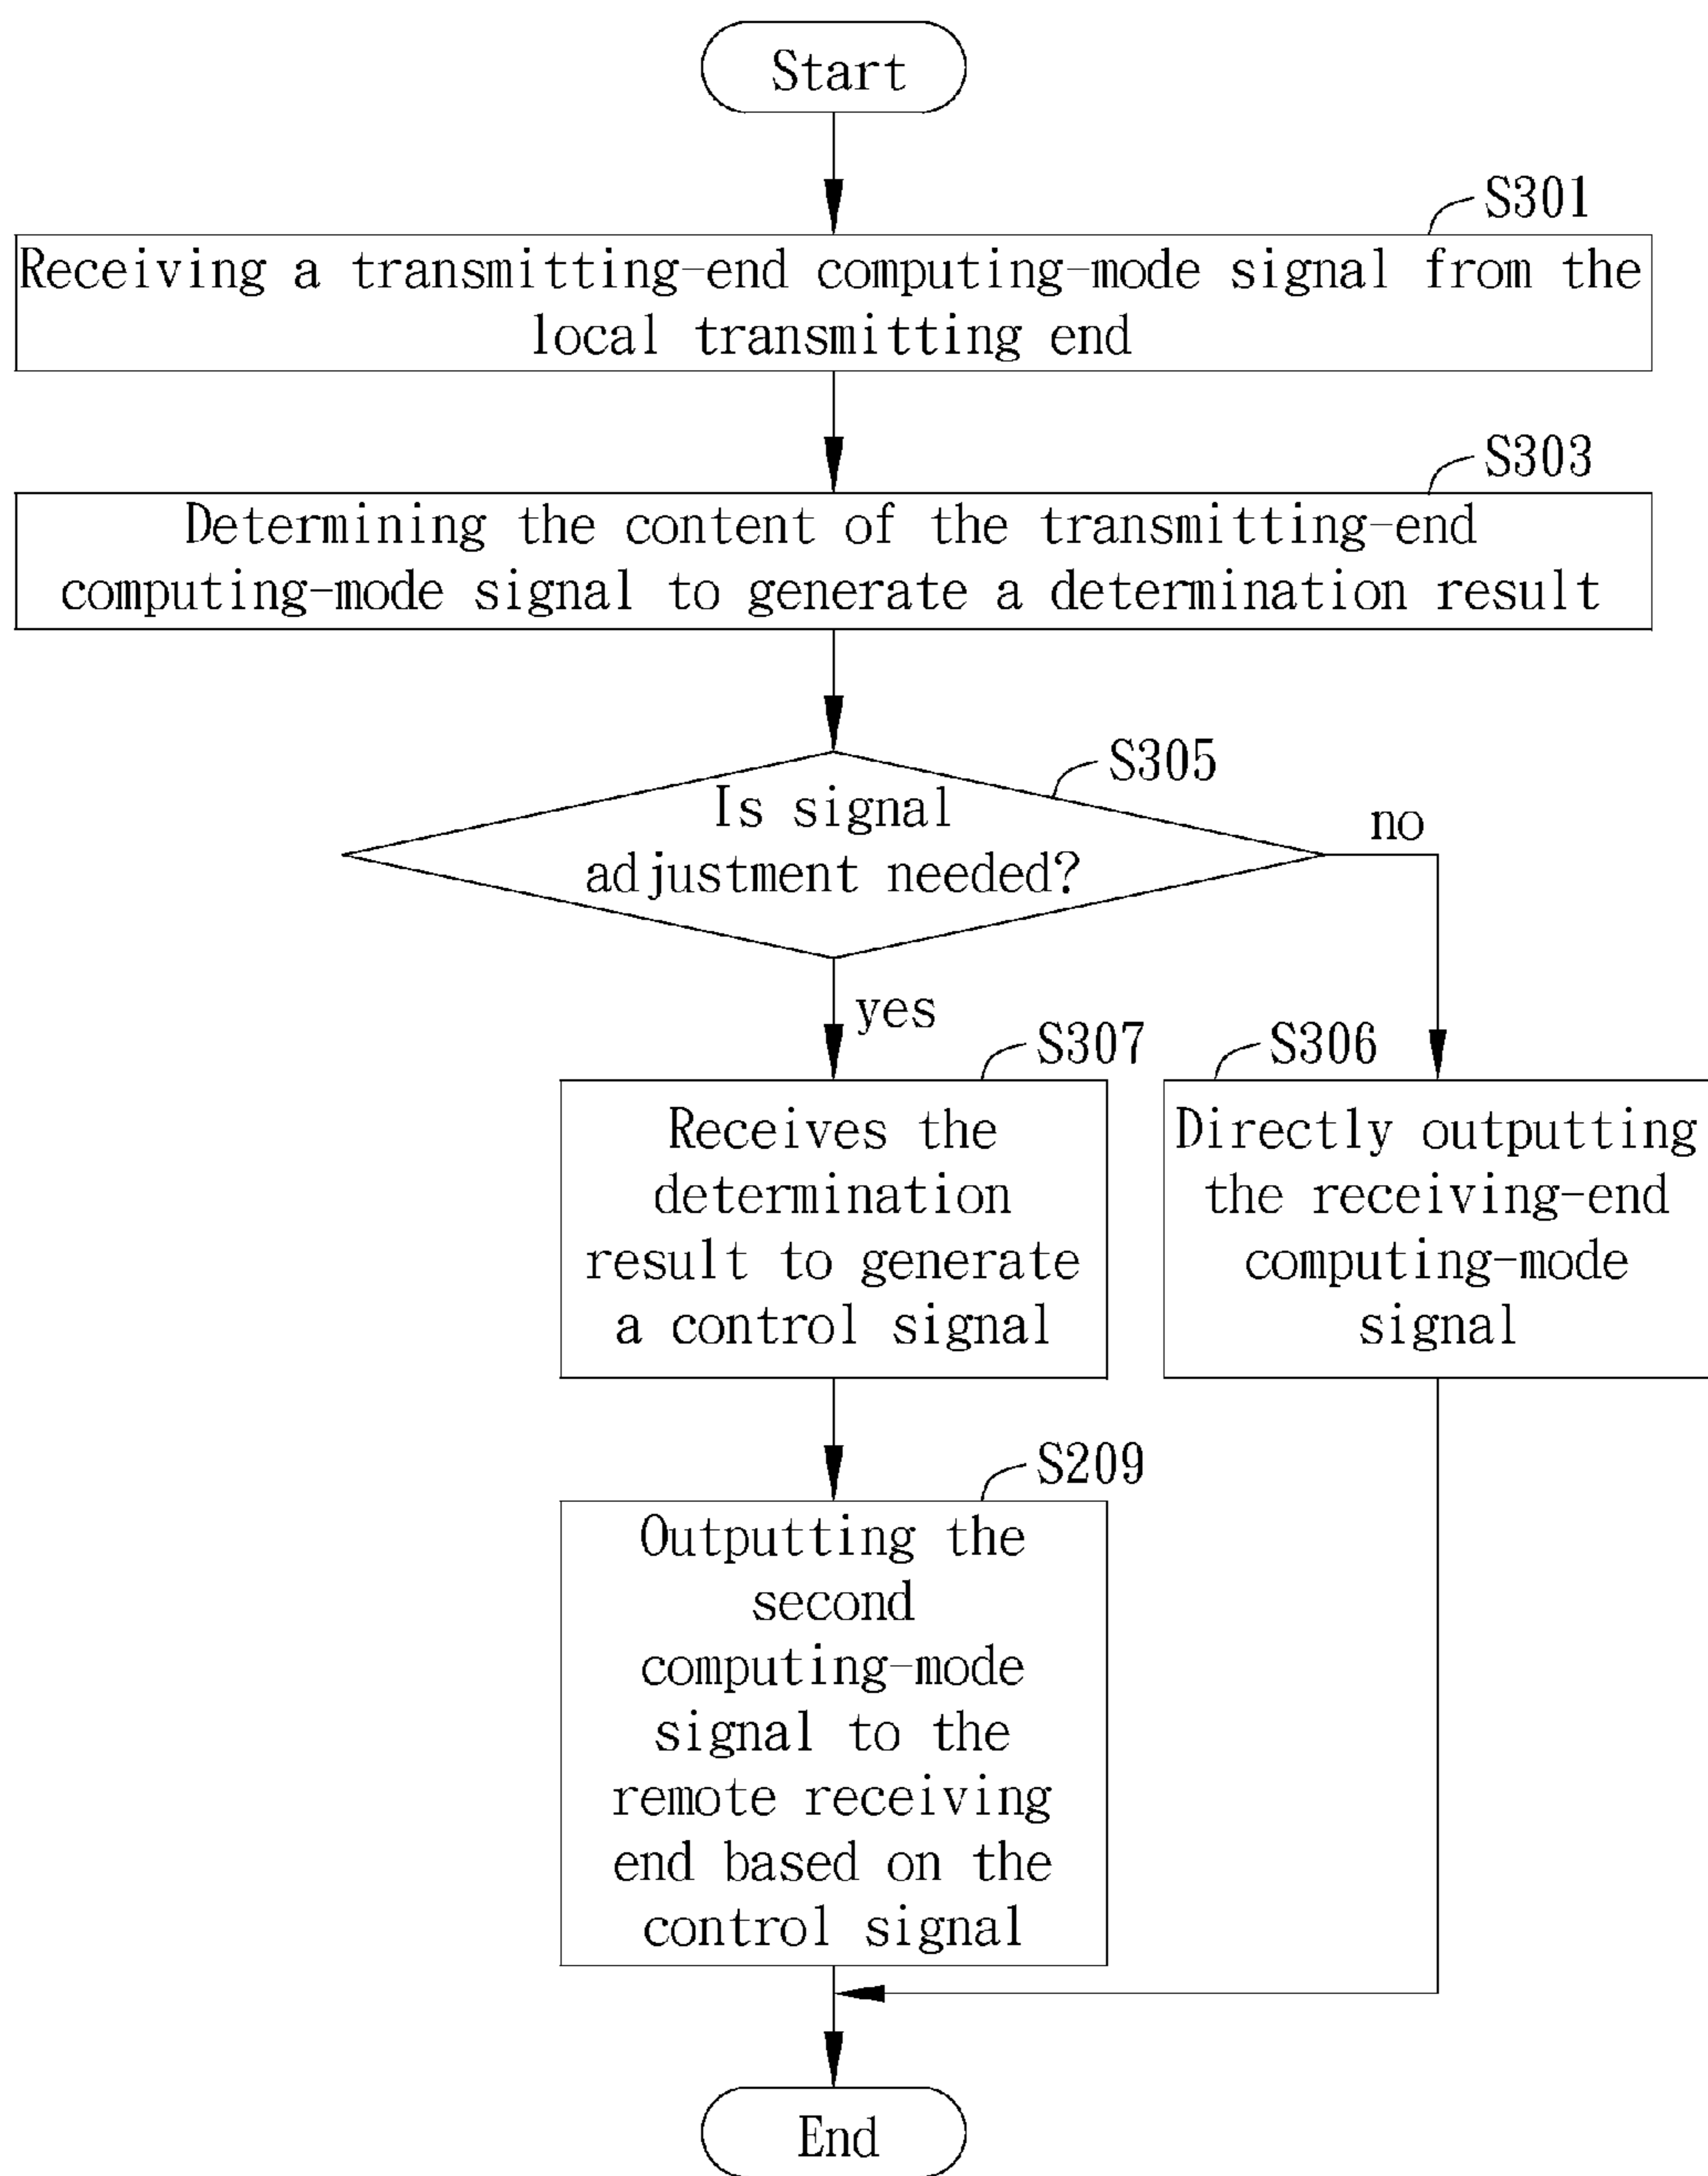 Start
S301
Receiving a transmitting-end computing-mode signal from the
local transmitting end
S303
Determining the content of the transmitting-end
computing-mode signal to generate a determination result
S305
Is signal
adjustment needed?
no
yes
S307
Receives the
determination
result to generate
a control signal
S306
Directly outputting
the receiving-end
computing-mode
signal
S209
Outputting the
second
computing-mode
signal to the
remote receiving
end based on the
control signal
End